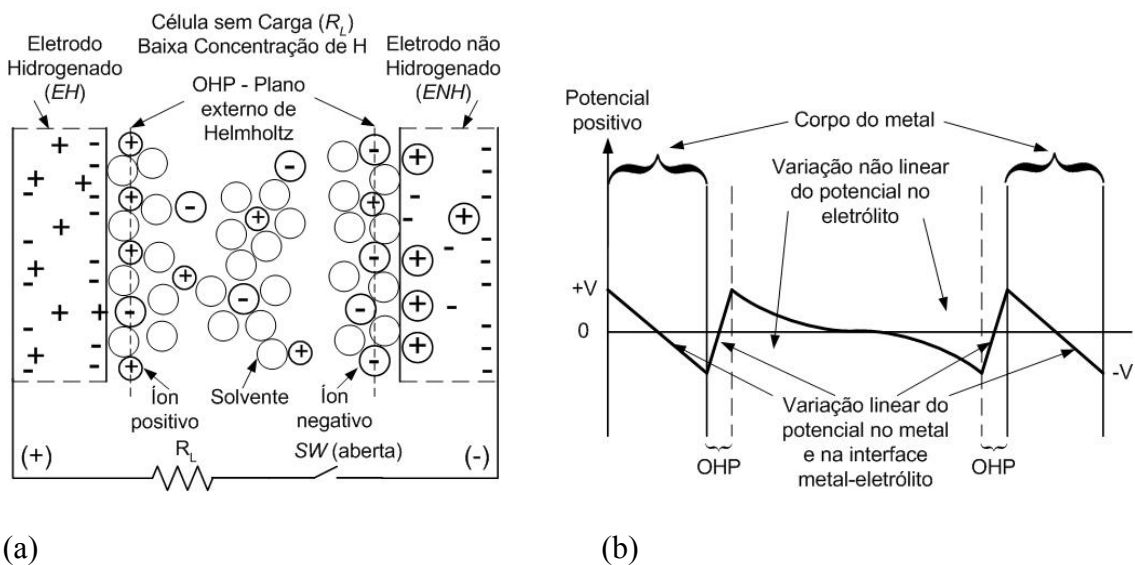 Célula sem Carga (R_L)
Baixa Concentração de H
Eletrodo
Hidrogenado
(EH)
OHP - Plano
externo de
Helmholtz
Eletrodo não
Hidrogenado
(ENH)
Íon
positivo
Solvente
Íon
negativo
(+)
R_L
SW (aberta)
(-)
(a)
Potencial
positivo
Corpo do metal
Variação não linear
do potencial no
eletrólito
+V
0
-V
Variação linear do
potencial no metal
e na interface
metal-eletrólito
OHP
OHP
(b)